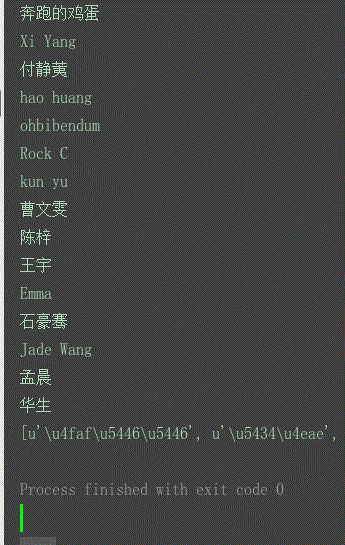 奔跑的鸡蛋
Xi Yang
付静黄
hao huang
ohbibendum
Rock C
kun yu
曹文雯
陈梓
王宇
Emma
石豪骞
Jade Wang
孟晨
华生
[u'\u4faf\u5446\u5446', u'\u5434\u4eae',
Process finished with exit code 0